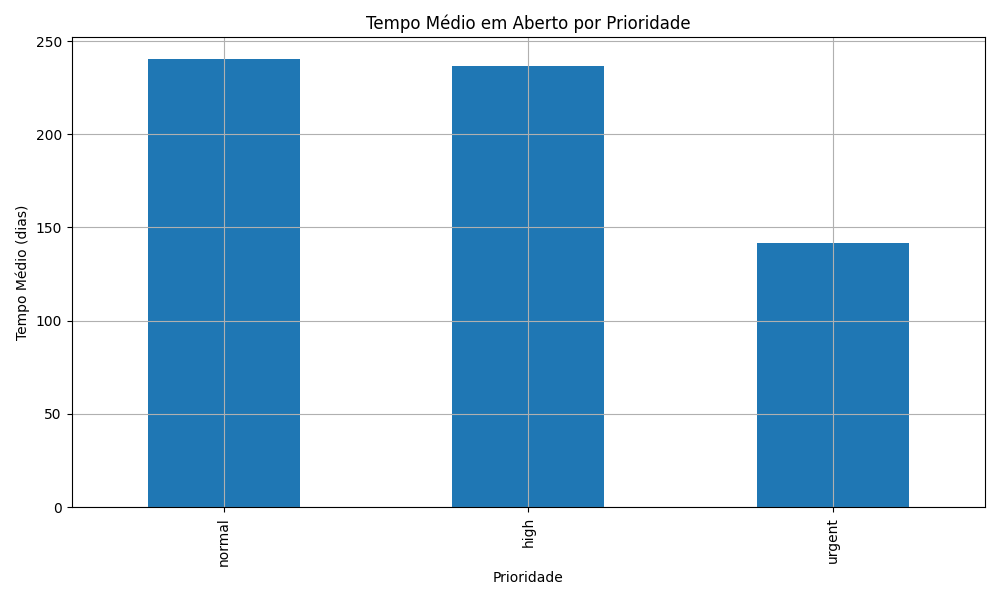 Tempo Médio em Aberto por Prioridade
250
200
150
100
50
0
Tempo Médio (dias)
normal
high
urgent
Prioridade